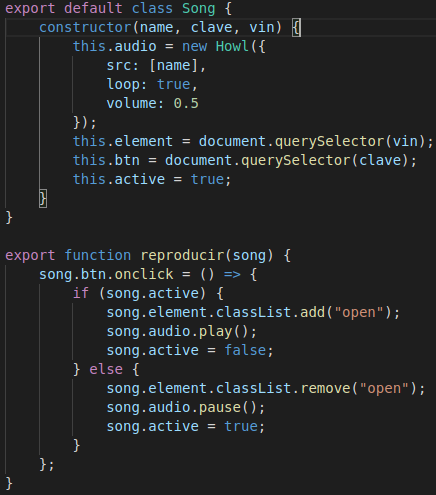 export default class Song {
    constructor(name, clave, vin) {
        this.audio = new Howl({
            src: [name],
            loop: true,
            volume: 0.5
        });
        this.element = document.querySelector(vin);
        this.btn = document.querySelector(clave);
        this.active = true;
    }
}

export function reproducir(song) {
    song.btn.onclick = () => {
        if (song.active) {
            song.element.classList.add("open");
            song.audio.play();
            song.active = false;
        } else {
            song.element.classList.remove("open");
            song.audio.pause();
            song.active = true;
        }
    };
}